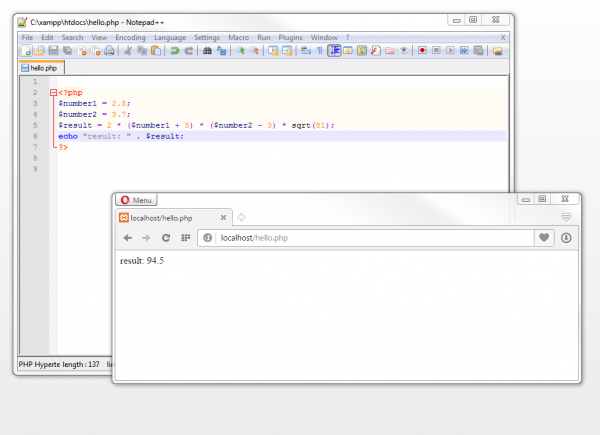 C:\xampp\htdocs\hello.php - Notepad++
File Edit Search View Encoding Language Settings Macro Run Plugins Window ? X
hello.php
1
2 <?php
3 $number1 = 2.5;
4 $number2 = 3.7;
5 $result = 2 * ($number1 + 5) * ($number2 - 3) * sqrt(81);
6 echo "result: " . $result;
7 ?>
8
9
Menu
localhost/hello.php
localhost/hello.php
result: 94.5
PHP Hyperte length : 137